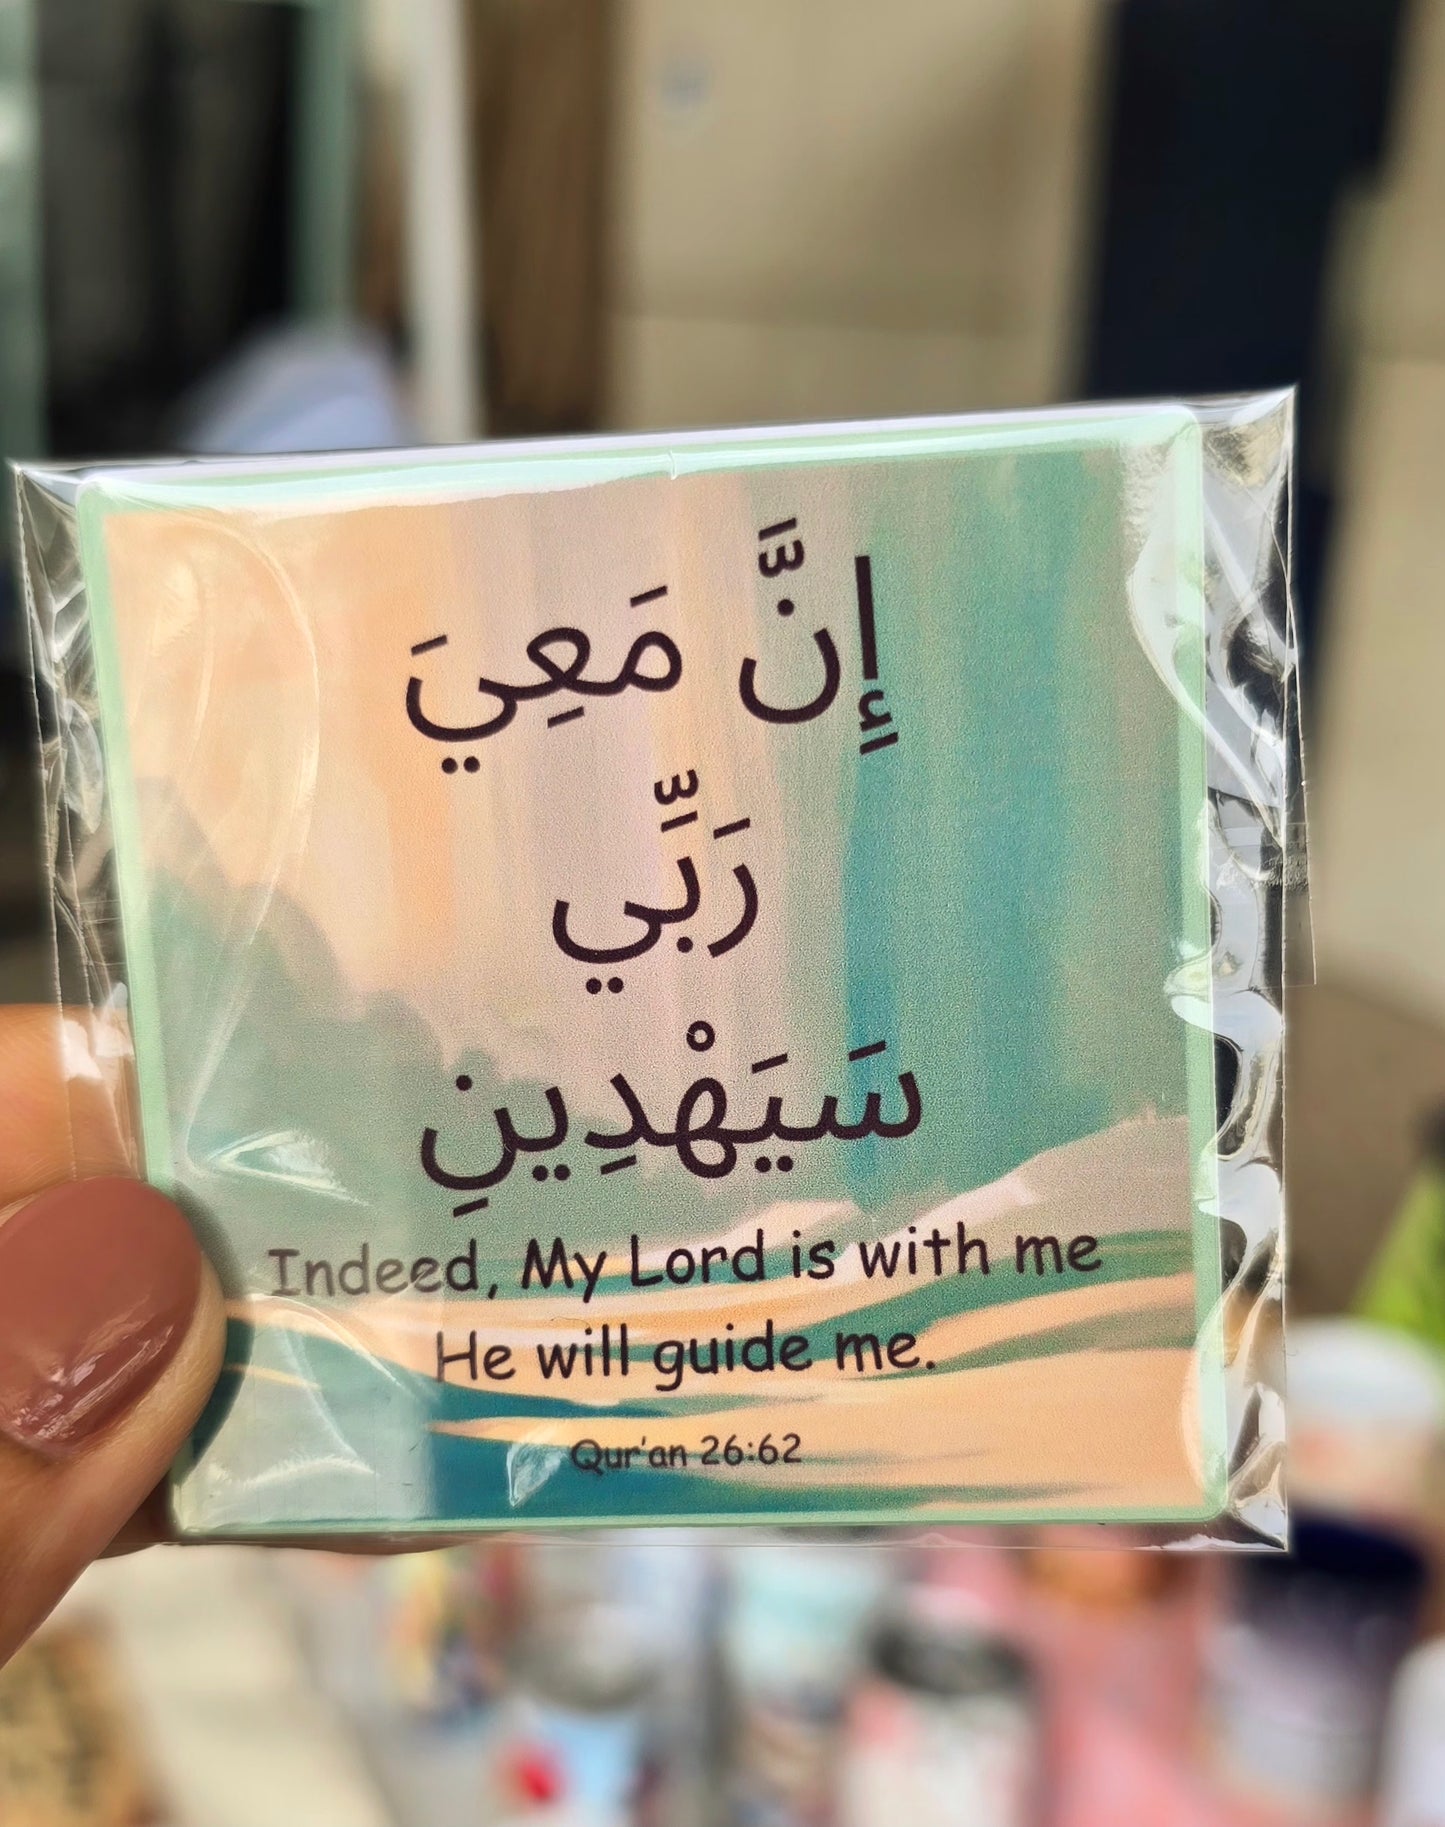 إِنَّ مَعِيَ
رَبِّي
سَيَهْدِينِ
Indeed, My Lord is with me
He will guide me.
Qur'an 26:62